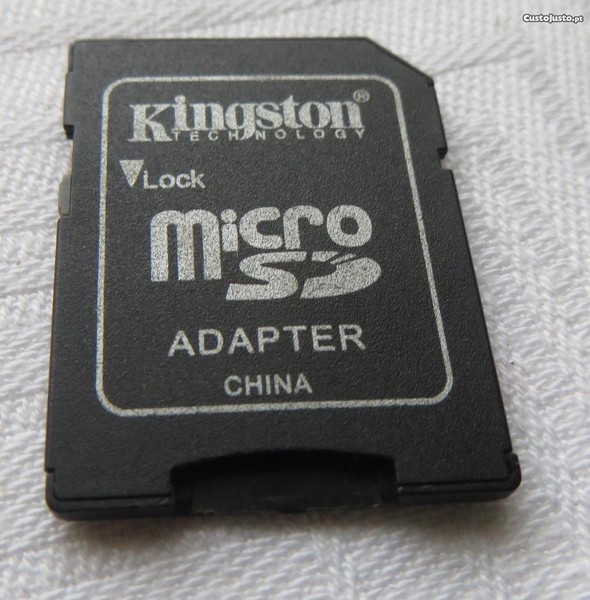 CustoJusto.pt
Kingston®
TECHNOLOGY
Lock
micro
SD
ADAPTER
CHINA